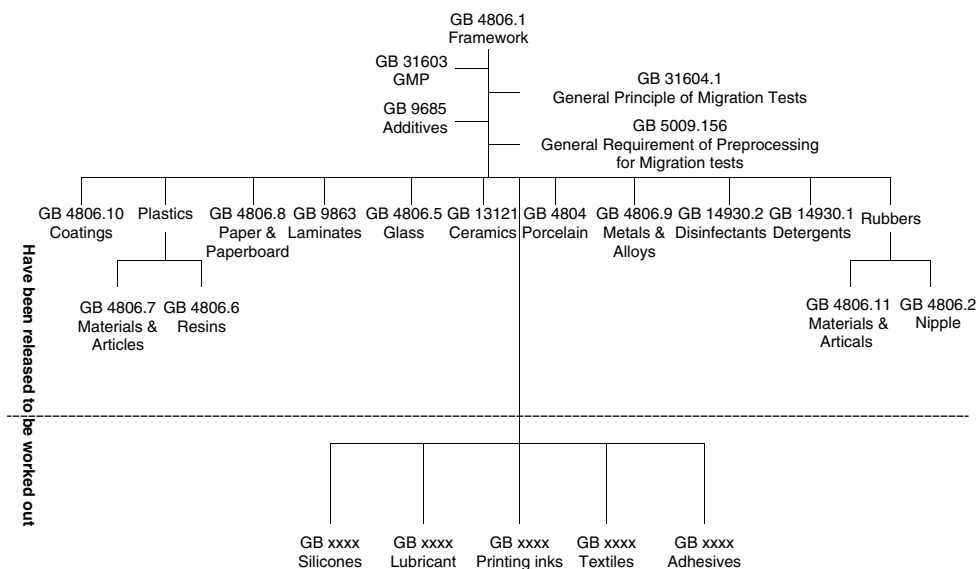 GB 4806.1
Framework
GB 31603
GMP
GB 31604.1
General Principle of Migration Tests
GB 9685
Additives
GB 5009.156
General Requirement of Preprocessing
for Migration tests
GB 4806.10
Coatings
Plastics
GB 4806.8
Paper &
Paperboard
GB 9863
Laminates
GB 4806.5
Glass
GB 13121
Ceramics
GB 4804
Porcelain
GB 4806.9
Metals &
Alloys
GB 14930.2
Disinfectants
GB 14930.1
Detergents
Rubbers
GB 4806.7
Materials &
Articles
GB 4806.6
Resins
GB 4806.11
Materials &
Articals
GB 4806.2
Nipple
Have been released to be worked out
GB xxxx
Silicones
GB xxxx
Lubricant
GB xxxx
Printing inks
GB xxxx
Textiles
GB xxxx
Adhesives